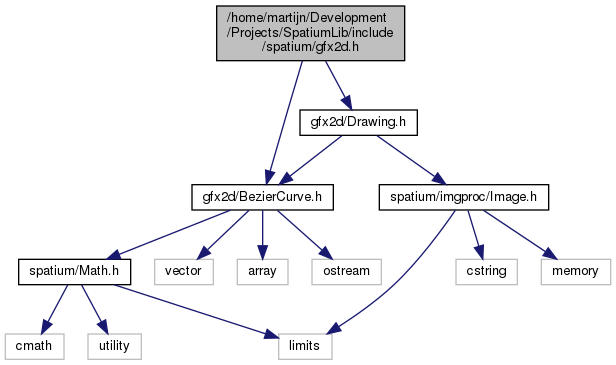 /home/martijn/Development
/Projects/SpatiumLib/include
/spatium/gfx2d.h
gfx2d/Drawing.h
gfx2d/BezierCurve.h
spatium/imgproc/Image.h
spatium/Math.h
vector
array
ostream
cstring
memory
cmath
utility
limits